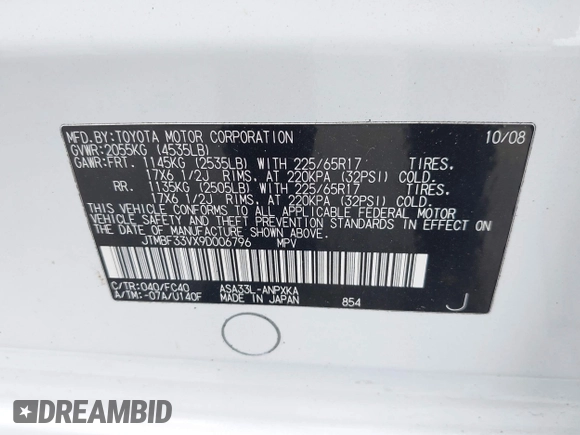 MFD.BY:TOYOTA MOTOR CORPORATION 10/08
GVWR:2055KG (4535LB)
GAWR:FRT. 1145KG (2535LB) WITH 225/65R17 TIRES.
17X6 1/2J RIMS, AT 220KPA (32PSI) COLD.
RR. 1135KG (2505LB) WITH 225/65R17 TIRES.
17X6 1/2J RIMS, AT 220KPA (32PSI) COLD.
THIS VEHICLE CONFORMS TO ALL APPLICABLE FEDERAL MOTOR
VEHICLE SAFETY AND THEFT PREVENTION STANDARDS IN EFFECT ON
THE DATE OF MANUFACTURE SHOWN ABOVE.
JTMBF33VX9D006796 MPV
C/TR:040/FC40 ASA33L-ANPXKA
A/TM:-07A/U140F MADE IN JAPAN 854 J
DREAMBID